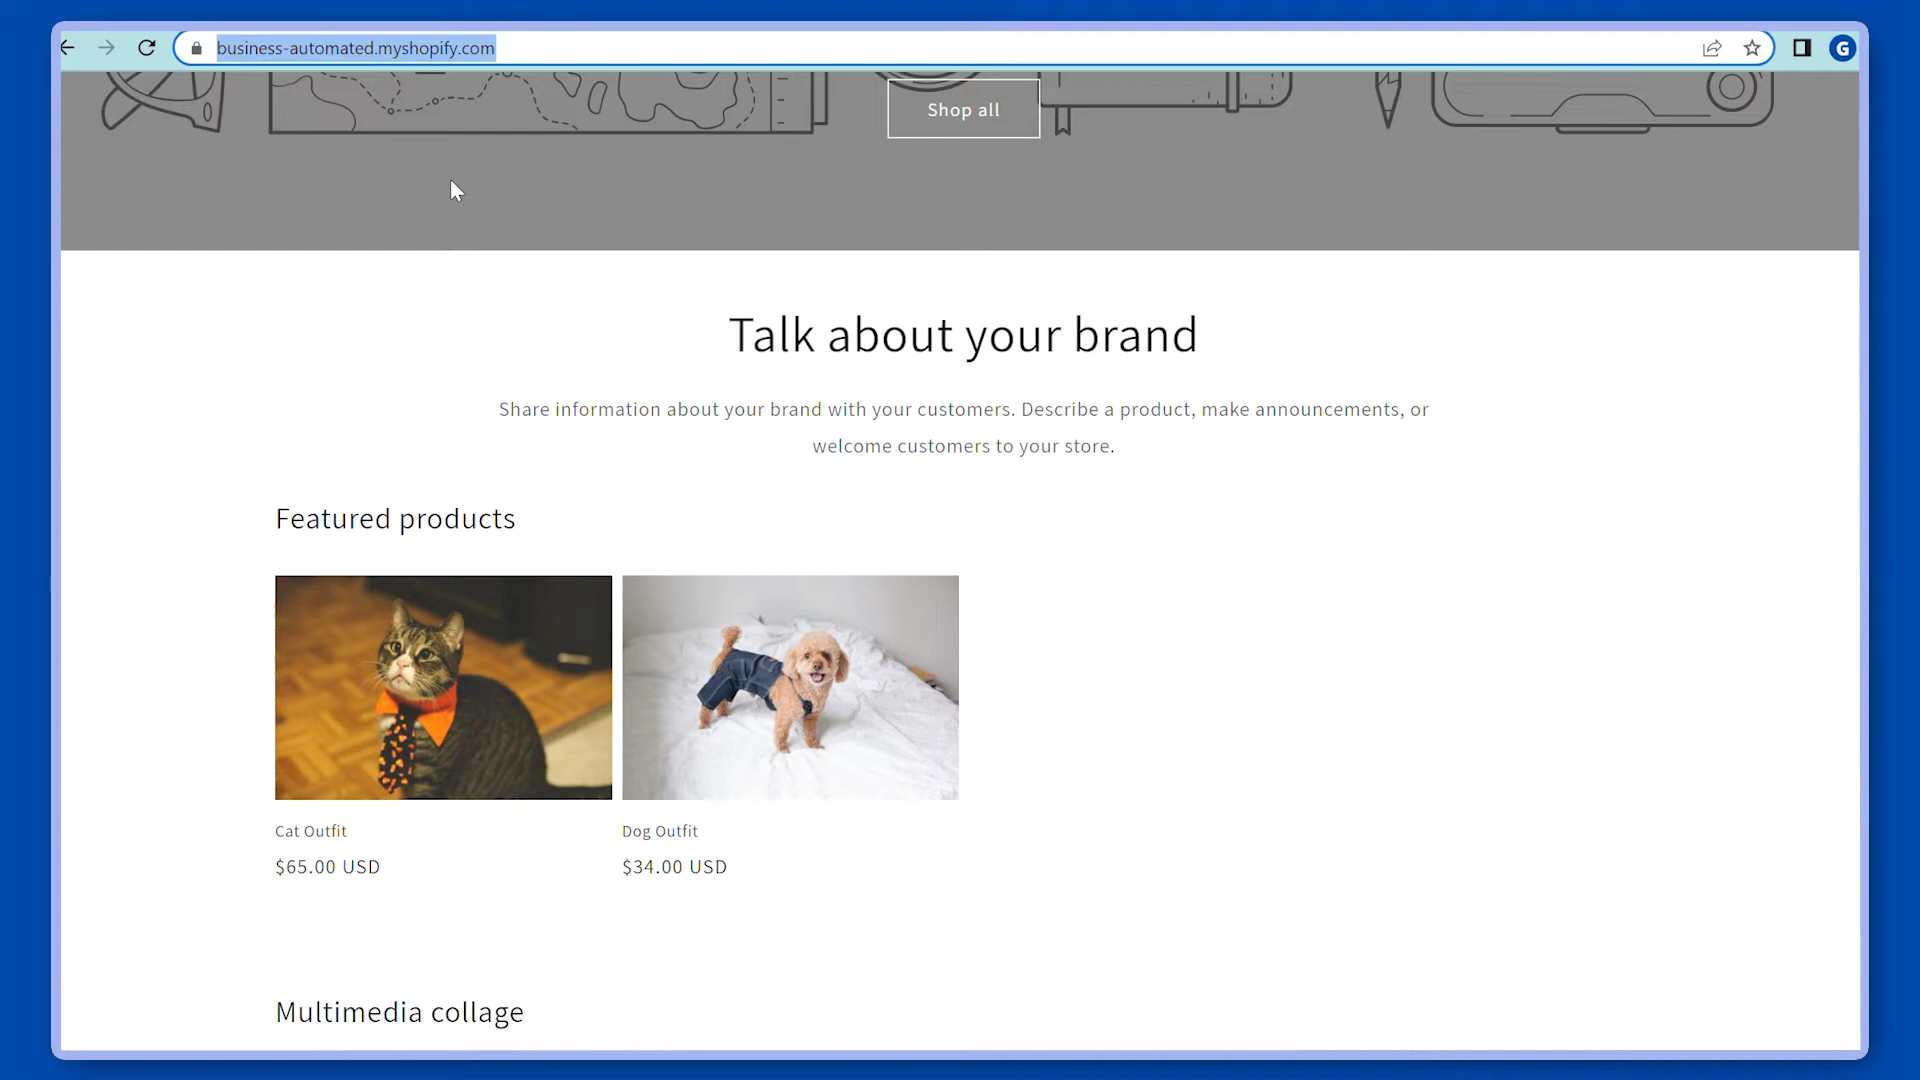 business-automated.myshopify.com
G
Shop all
Talk about your brand
Share information about your brand with your customers. Describe a product, make announcements, or
welcome customers to your store.
Featured products
Cat Outfit
$65.00 USD
Dog Outfit
$34.00 USD
Multimedia collage